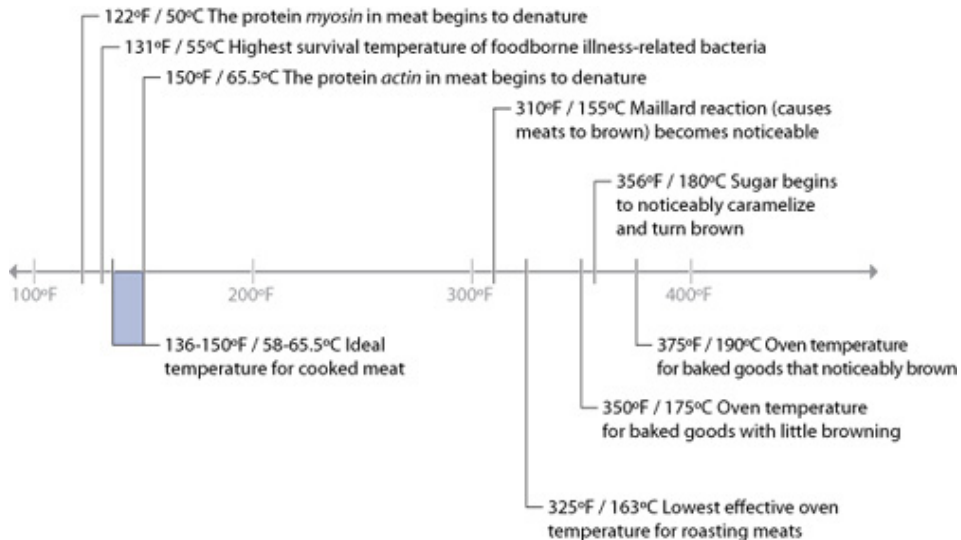 122ºF / 50ºC The protein myosin in meat begins to denature
131ºF / 55ºC Highest survival temperature of foodborne illness-related bacteria
150ºF / 65.5ºC The protein actin in meat begins to denature
310ºF / 155ºC Maillard reaction (causes
meats to brown) becomes noticeable
356ºF / 180ºC Sugar begins
to noticeably caramelize
and turn brown
100ºF
200ºF
300ºF
400ºF
136-150ºF / 58-65.5ºC Ideal
temperature for cooked meat
375ºF / 190ºC Oven temperature
for baked goods that noticeably brown
350ºF / 175ºC Oven temperature
for baked goods with little browning
325ºF / 163ºC Lowest effective oven
temperature for roasting meats